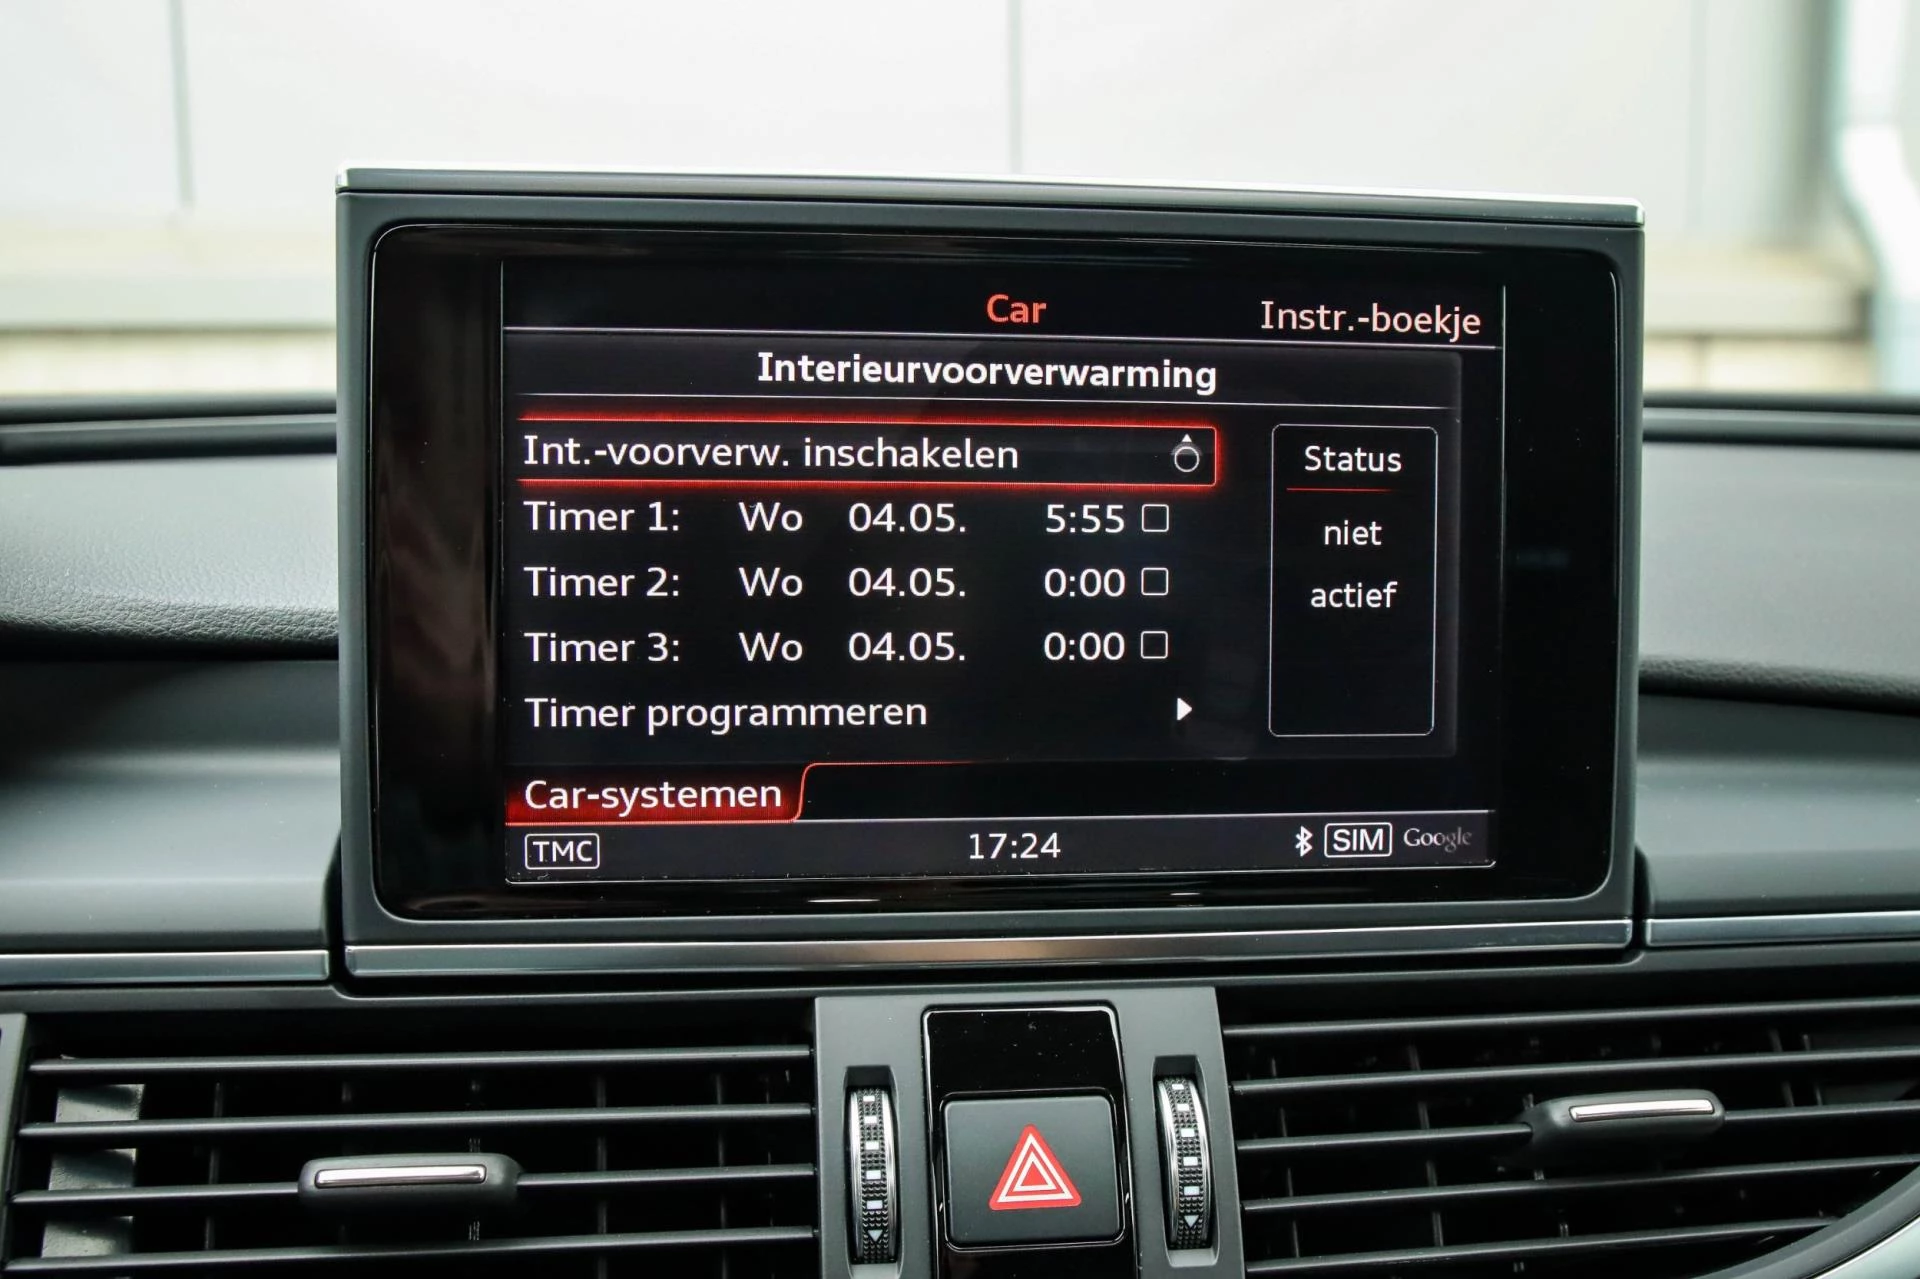 Car Instr.-boekje
Interieurvoorverwarming
Int.-voorverw. inschakelen
Timer 1: Wo 04.05. 5:55
Timer 2: Wo 04.05. 0:00
Timer 3: Wo 04.05. 0:00
Timer programmeren
Status
niet
actief
Car-systemen
TMC 17:24 SIM Google